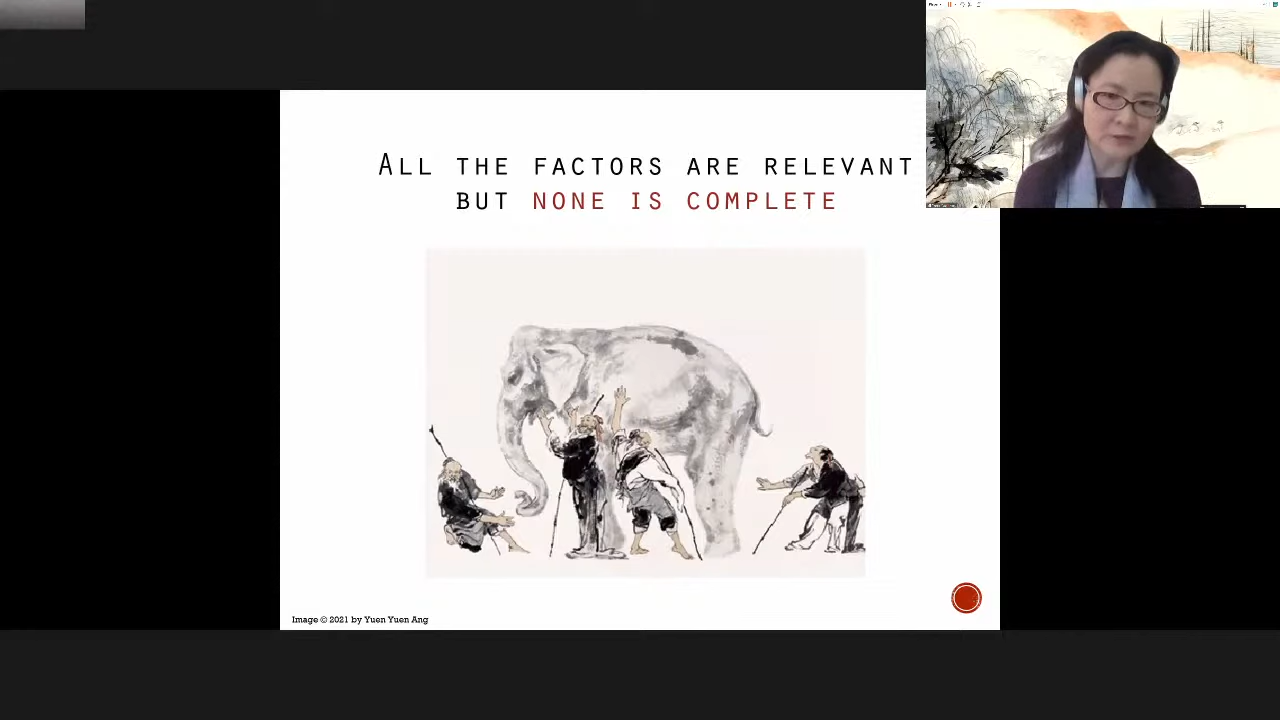 ALL THE FACTORS ARE RELEVANT
BUT NONE IS COMPLETE
Image © 2021 by Yuen Yuen Ang